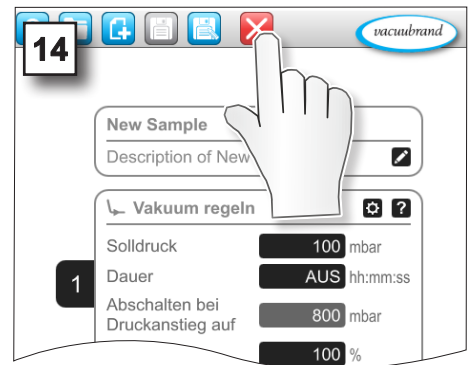 14
vacuubrand
New Sample
Description of New
Vakuum regeln ?
Solldruck 100 mbar
1
Dauer AUS hh:mm:ss
Abschalten bei
Druckanstieg auf 800 mbar
100 %